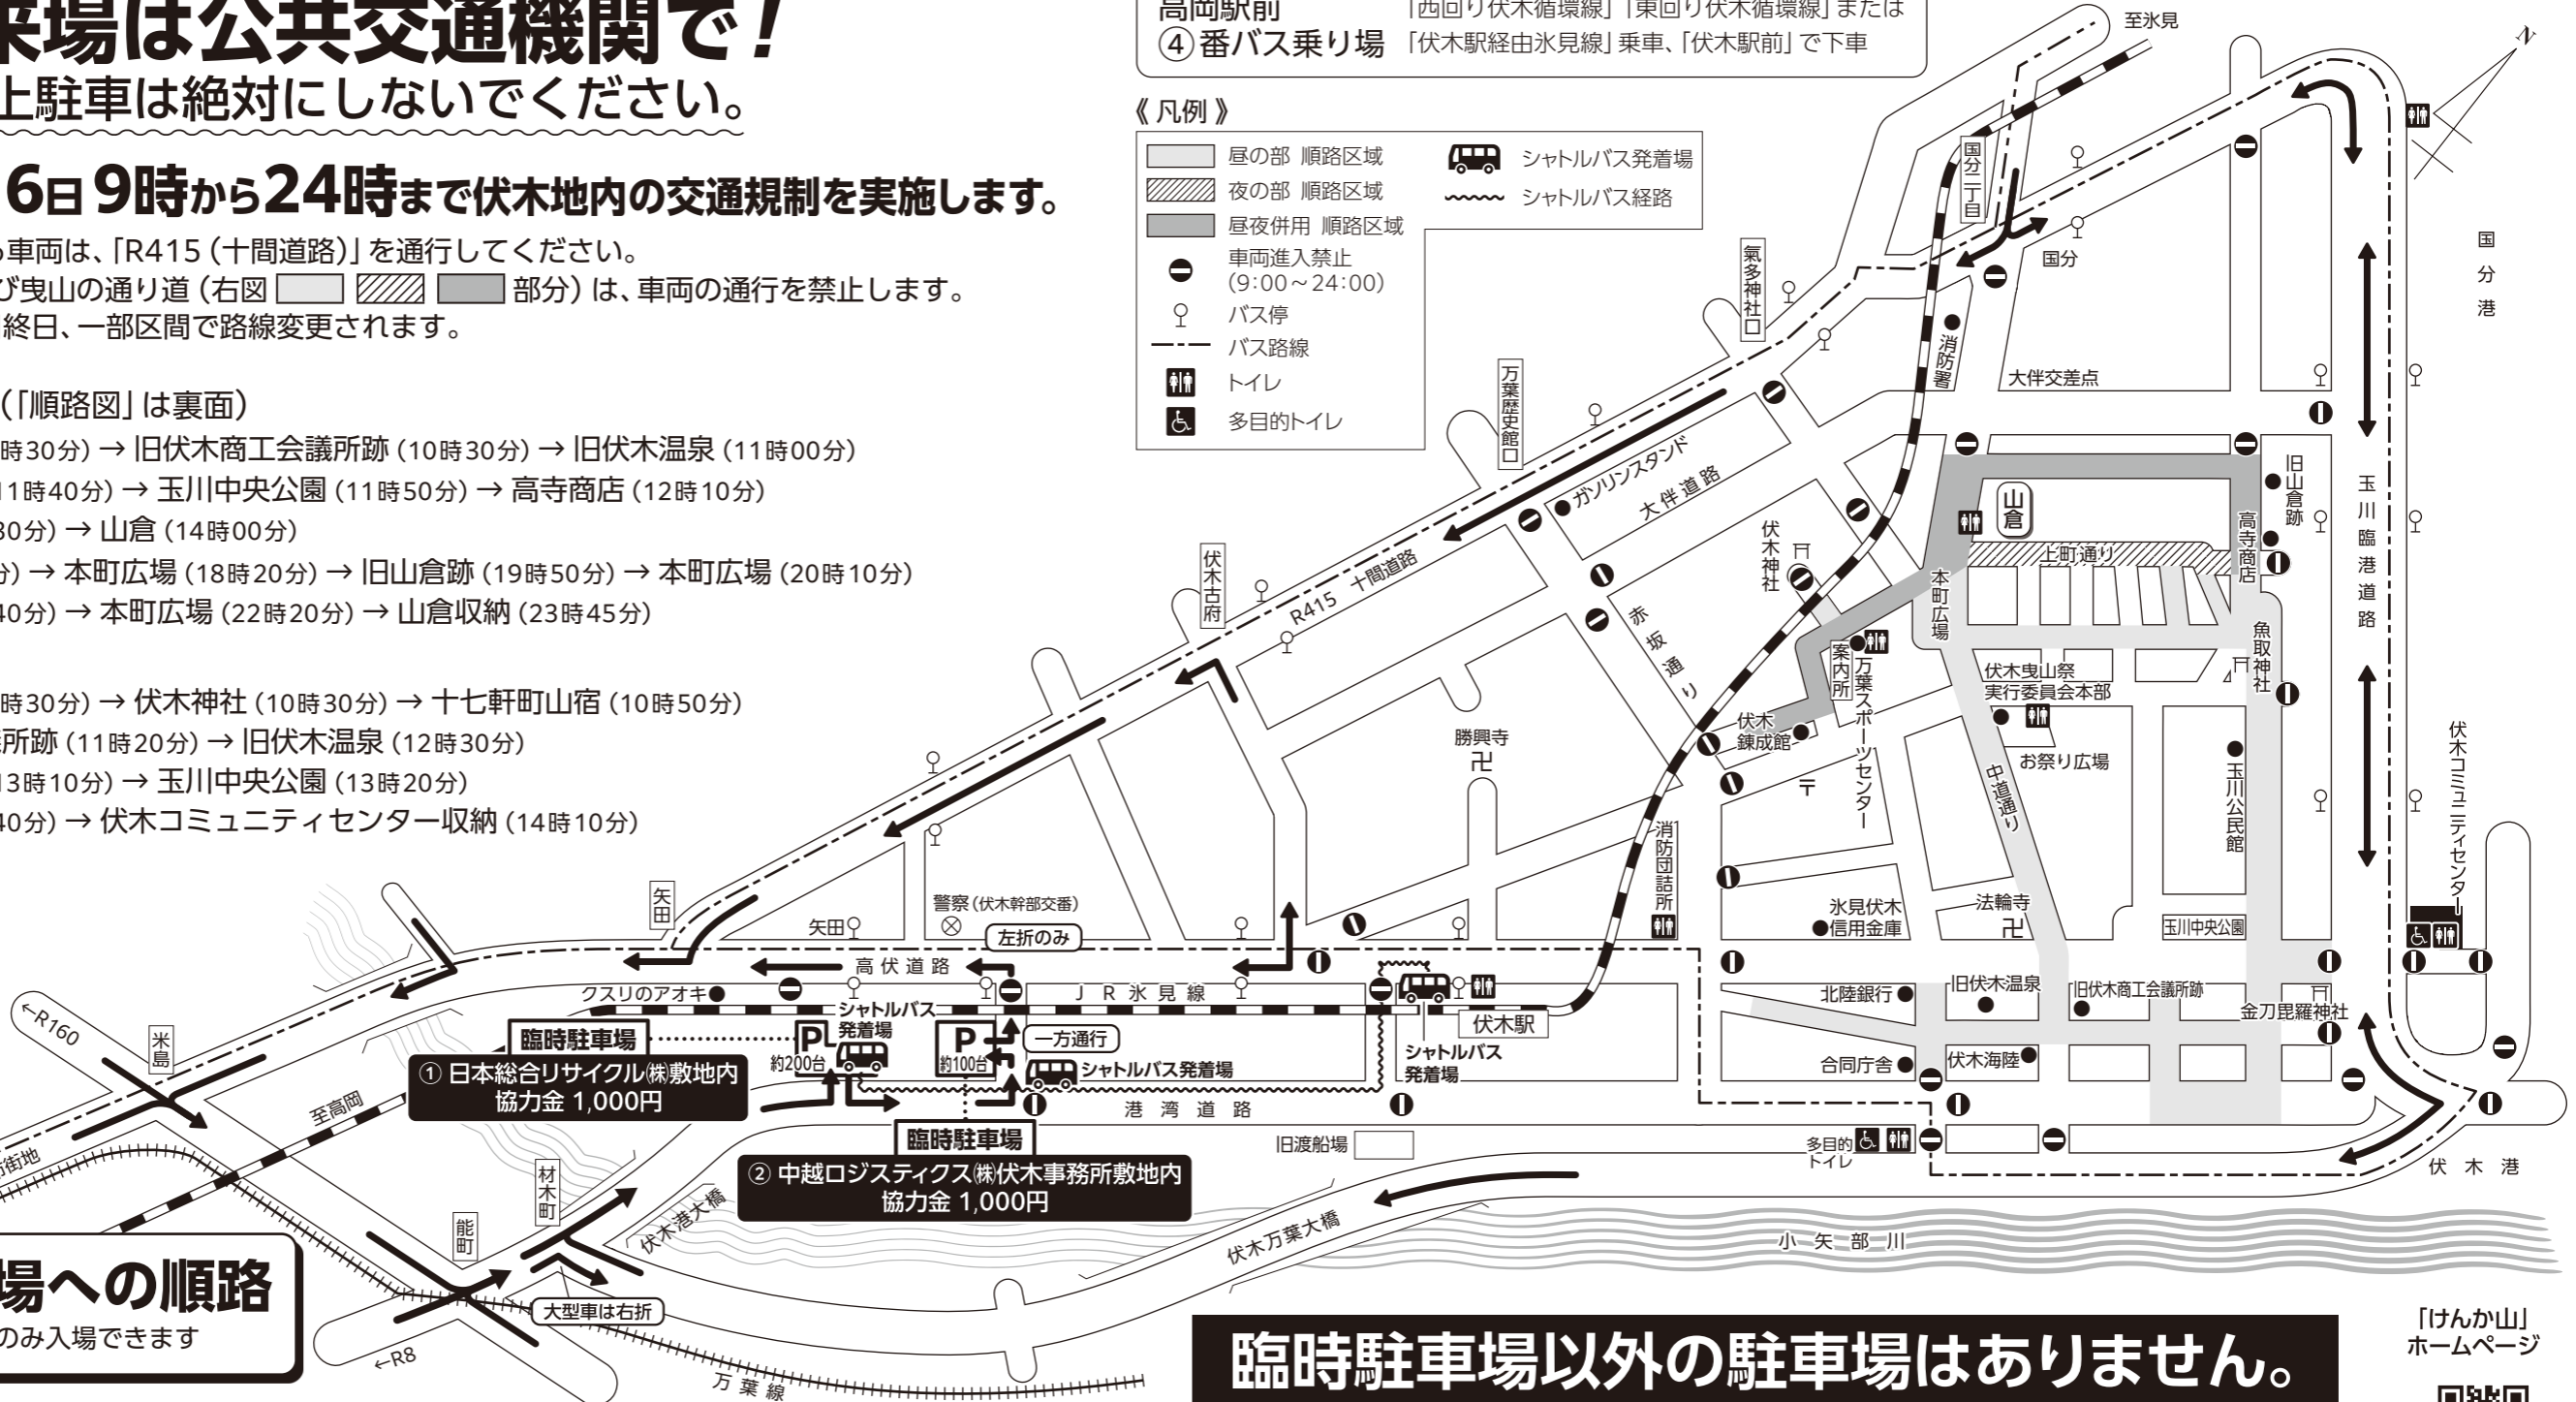 来場は公共交通機関で!
上駐車は絶対にしないでください。
6日9時から24時まで伏木地内の交通規制を実施します。
る車両は、「R415（十間道路）」を通行してください。
び曳山の通り道（右図 部分）は、車両の通行を禁止します。
終日、一部区間で路線変更されます。
（「順路図」は裏面）
時30分）→ 旧伏木商工会議所跡（10時30分）→ 旧伏木温泉（11時00分）
11時40分）→ 玉川中央公園（11時50分）→ 高寺商店（12時10分）
30分）→ 山倉（14時00分）
分）→ 本町広場（18時20分）→ 旧山倉跡（19時50分）→ 本町広場（20時10分）
40分）→ 本町広場（22時20分）→ 山倉収納（23時45分）
時30分）→ 伏木神社（10時30分）→ 十七軒町山宿（10時50分）
所跡（11時20分）→ 旧伏木温泉（12時30分）
13時10分）→ 玉川中央公園（13時20分）
40分）→ 伏木コミュニティセンター収納（14時10分）
高岡駅前
④番バス乗り場
「西回り伏木循環線」「東回り伏木循環線」または
「伏木駅経由氷見線」乗車、「伏木駅前」で下車
《凡例》
昼の部 順路区域
夜の部 順路区域
昼夜併用 順路区域
車両進入禁止
（9:00～24:00）
バス停
バス路線
トイレ
多目的トイレ
シャトルバス発着場
シャトルバス経路
至氷見
N
国分二丁目
国分
国分港
氣多神社口
消防署
大伴交差点
万葉歴史館口
ガソリンスタンド
大伴道路
旧山倉跡
山倉
高寺商店
玉川臨港道路
伏木神社
上町通り
本町広場
伏木古府
R415 十間道路
赤坂通り
魚取神社
案内所
万葉スポーツセンター
伏木曳山祭
実行委員会本部
伏木
錬成館
お祭り広場
勝興寺
卍
〒
中道通り
玉川公民館
伏木コミュニティセンター
消防団詰所
矢田
矢田
警察（伏木幹部交番）
左折のみ
氷見伏木
信用金庫
法輪寺
卍
玉川中央公園
高伏道路
クスリのアオキ
JR氷見線
シャトルバス
発着場
北陸銀行
旧伏木温泉
旧伏木商工会議所跡
金刀毘羅神社
←R160
米島
臨時駐車場
P
約200台
P
約100台
一方通行
伏木駅
シャトルバス
発着場
① 日本総合リサイクル㈱敷地内
協力金 1,000円
シャトルバス発着場
合同庁舎
伏木海陸
至高岡
港湾道路
市街地
臨時駐車場
旧渡船場
多目的
トイレ
② 中越ロジスティクス㈱伏木事務所敷地内
協力金 1,000円
材木町
能町
伏木港大橋
伏木万葉大橋
小矢部川
伏木港
場への順路
のみ入場できます
大型車は右折
←R8
万葉線
臨時駐車場以外の駐車場はありません。
「けんか山」
ホームページ